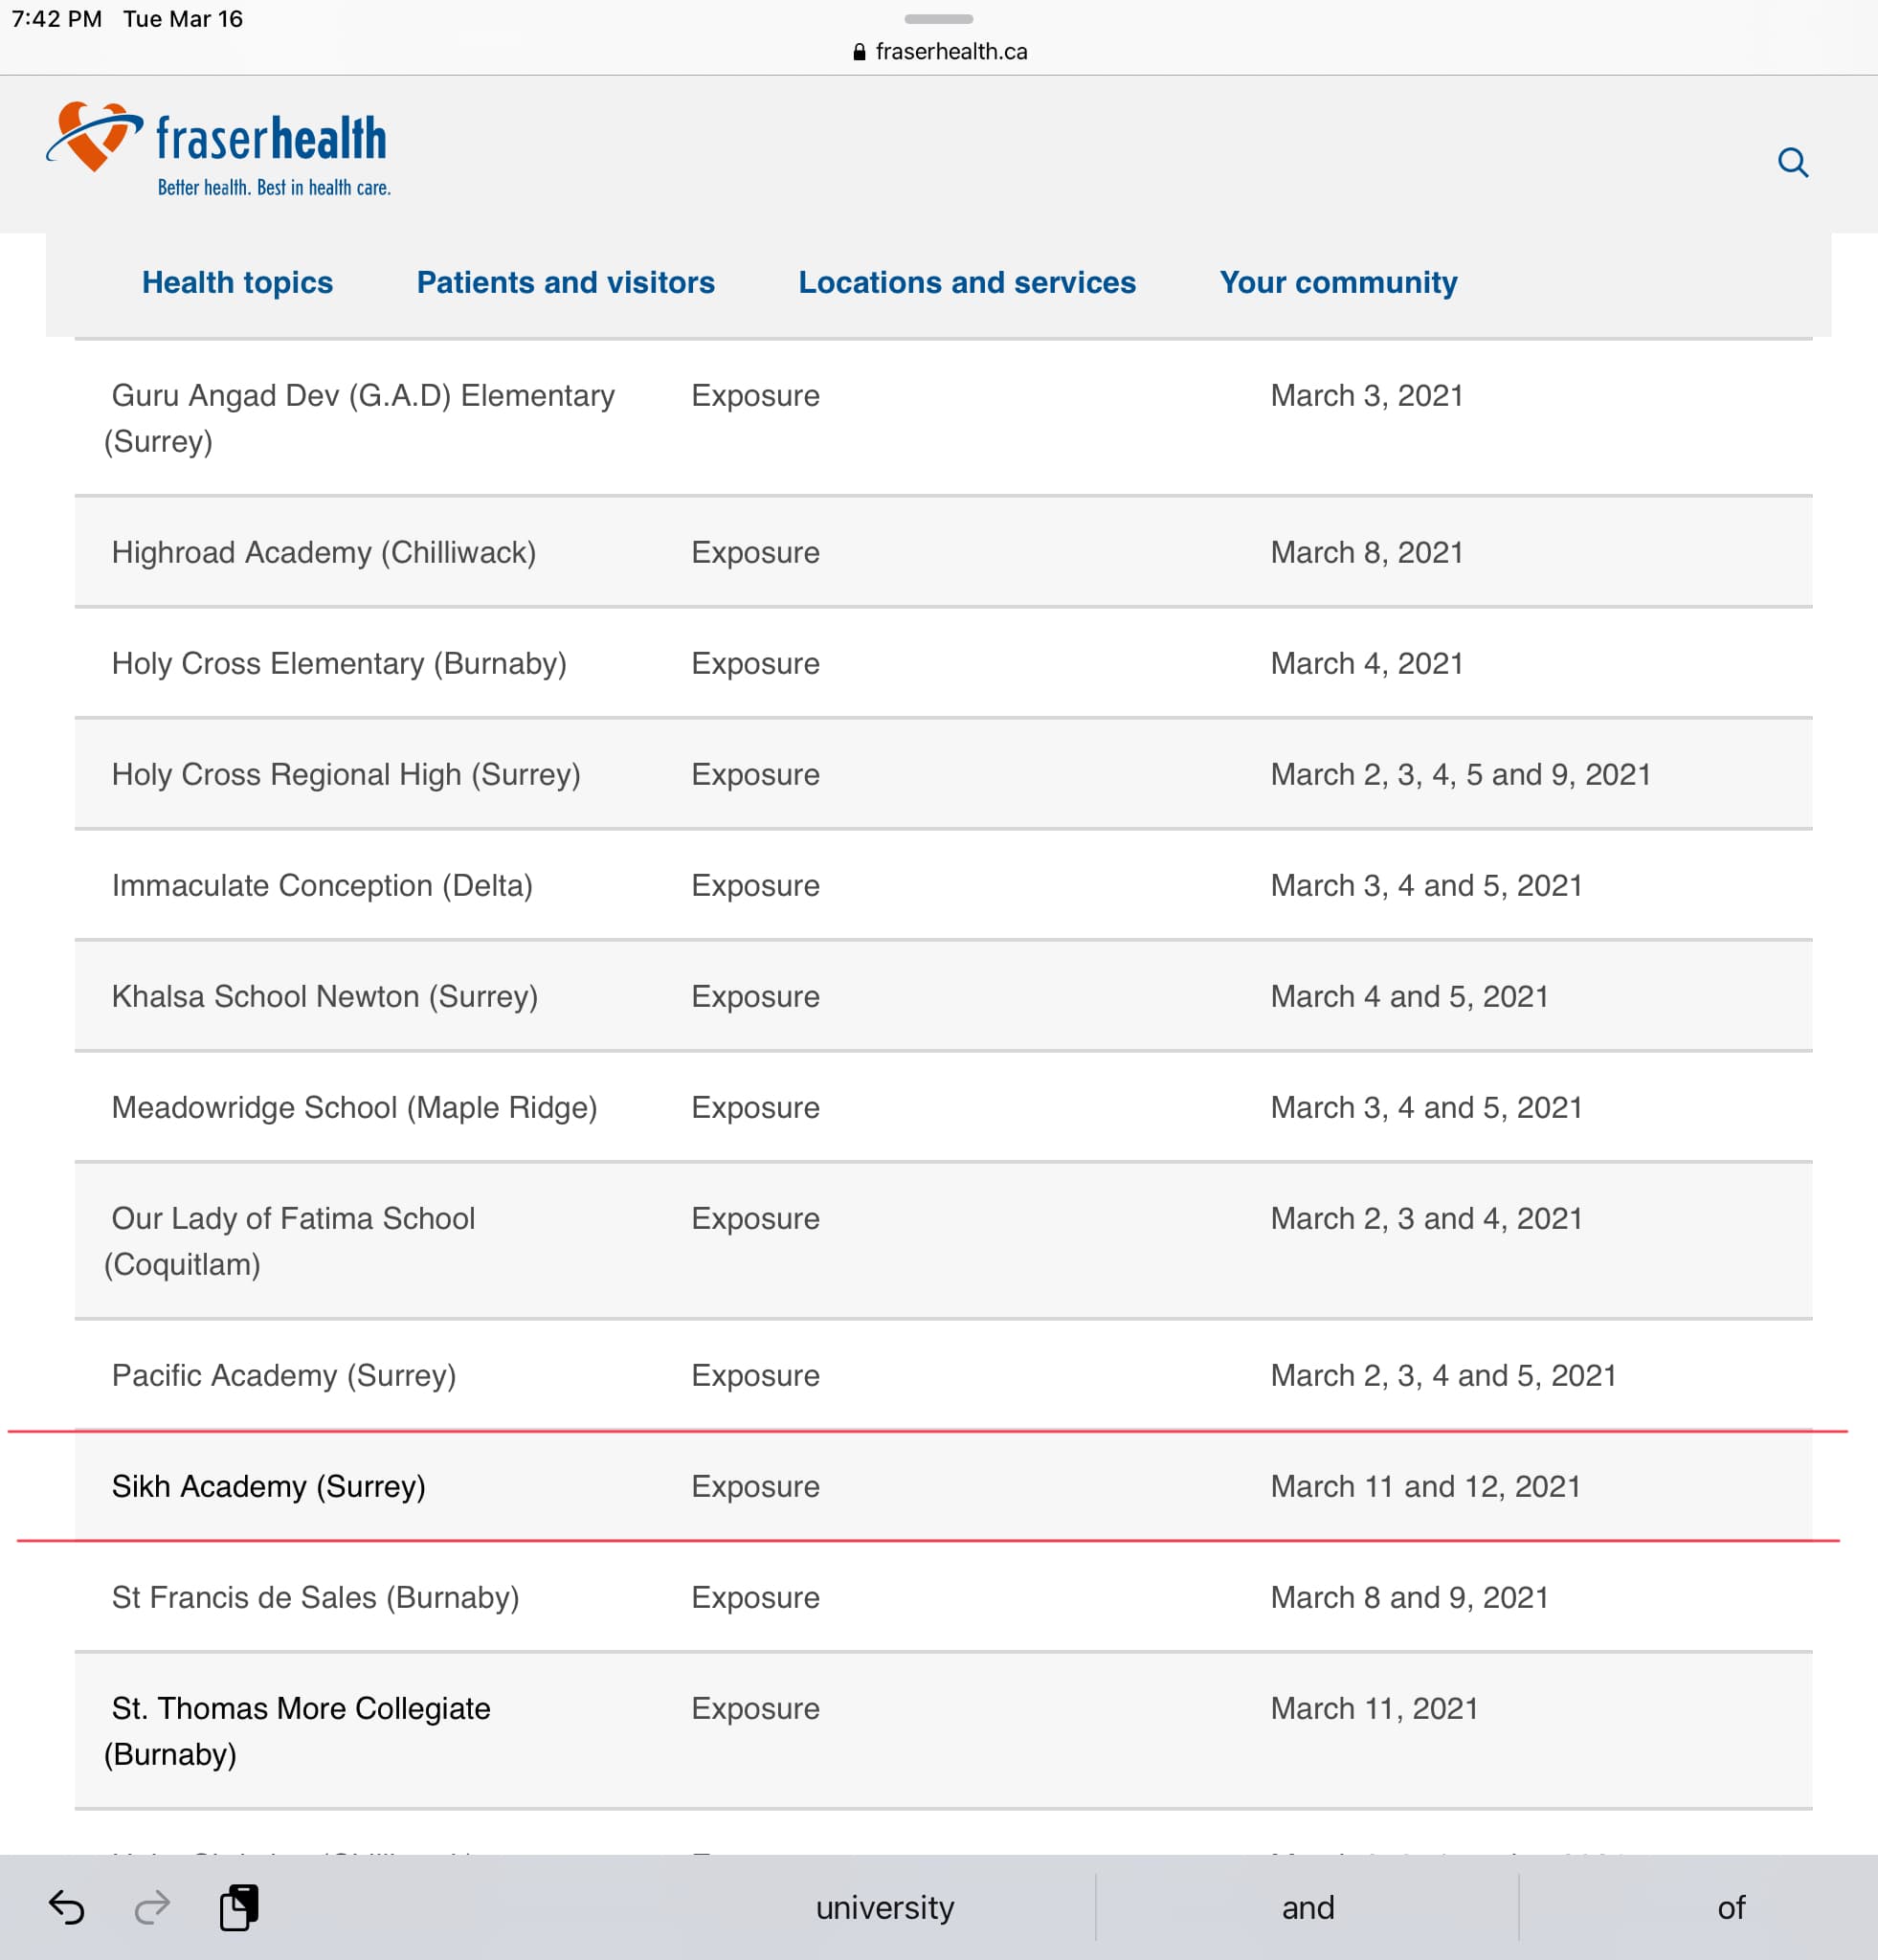 7:42 PM Tue Mar 16
fraserhealth.ca
fraserhealth
Better health. Best in health care.
Health topics Patients and visitors Locations and services Your community
Guru Angad Dev (G.A.D) Elementary Exposure March 3, 2021
(Surrey)
Highroad Academy (Chilliwack) Exposure March 8, 2021
Holy Cross Elementary (Burnaby) Exposure March 4, 2021
Holy Cross Regional High (Surrey) Exposure March 2, 3, 4, 5 and 9, 2021
Immaculate Conception (Delta) Exposure March 3, 4 and 5, 2021
Khalsa School Newton (Surrey) Exposure March 4 and 5, 2021
Meadowridge School (Maple Ridge) Exposure March 3, 4 and 5, 2021
Our Lady of Fatima School Exposure March 2, 3 and 4, 2021
(Coquitlam)
Pacific Academy (Surrey) Exposure March 2, 3, 4 and 5, 2021
Sikh Academy (Surrey) Exposure March 11 and 12, 2021
St Francis de Sales (Burnaby) Exposure March 8 and 9, 2021
St. Thomas More Collegiate Exposure March 11, 2021
(Burnaby)
university and of